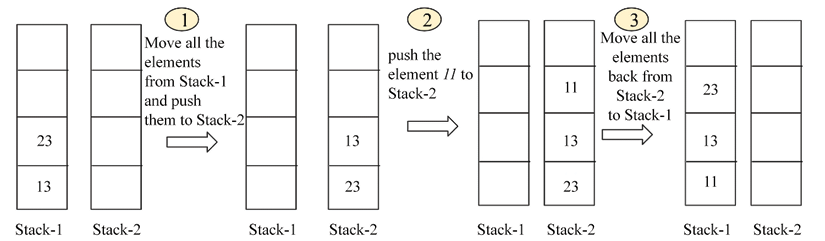 1
Move all the
elements
from Stack-1
and push
them to Stack-2
23
13
Stack-1
Stack-2
2
push the
element 11 to
Stack-2
13
23
Stack-1
Stack-2
3
Move all the
elements
back from
Stack-2
to Stack-1
11
13
23
Stack-1
Stack-2
23
13
11
Stack-1
Stack-2